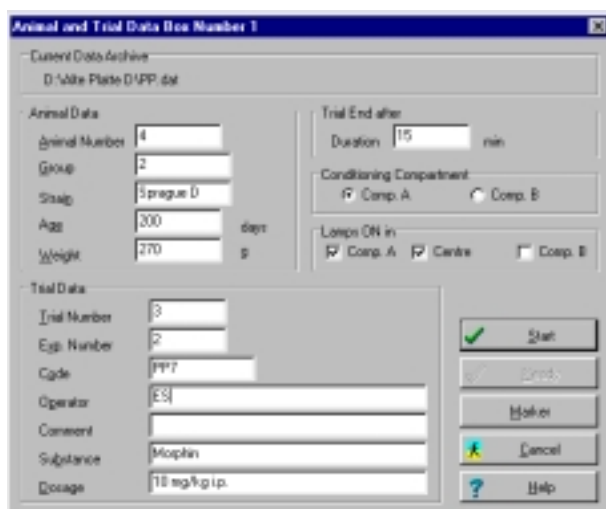 Animal and Trial Data Box Number 1
Current Data Archive
D:\Alte Platte D\PP.dat
Animal Data
Animal Number 4
Group 2
Strain Sprague D
Age 200 days
Weight 270 g
Trial End after
Duration 15 min
Conditioning Compartment
Comp. A Comp. B
Lamps ON in
Comp. A Centre Comp. B
Trial Data
Trial Number 3
Exp. Number 2
Code PP7
Operator ES
Comment
Substance Morphin
Dosage 10 mg/kg i.p.
Start
Ready
Marker
Cancel
Help